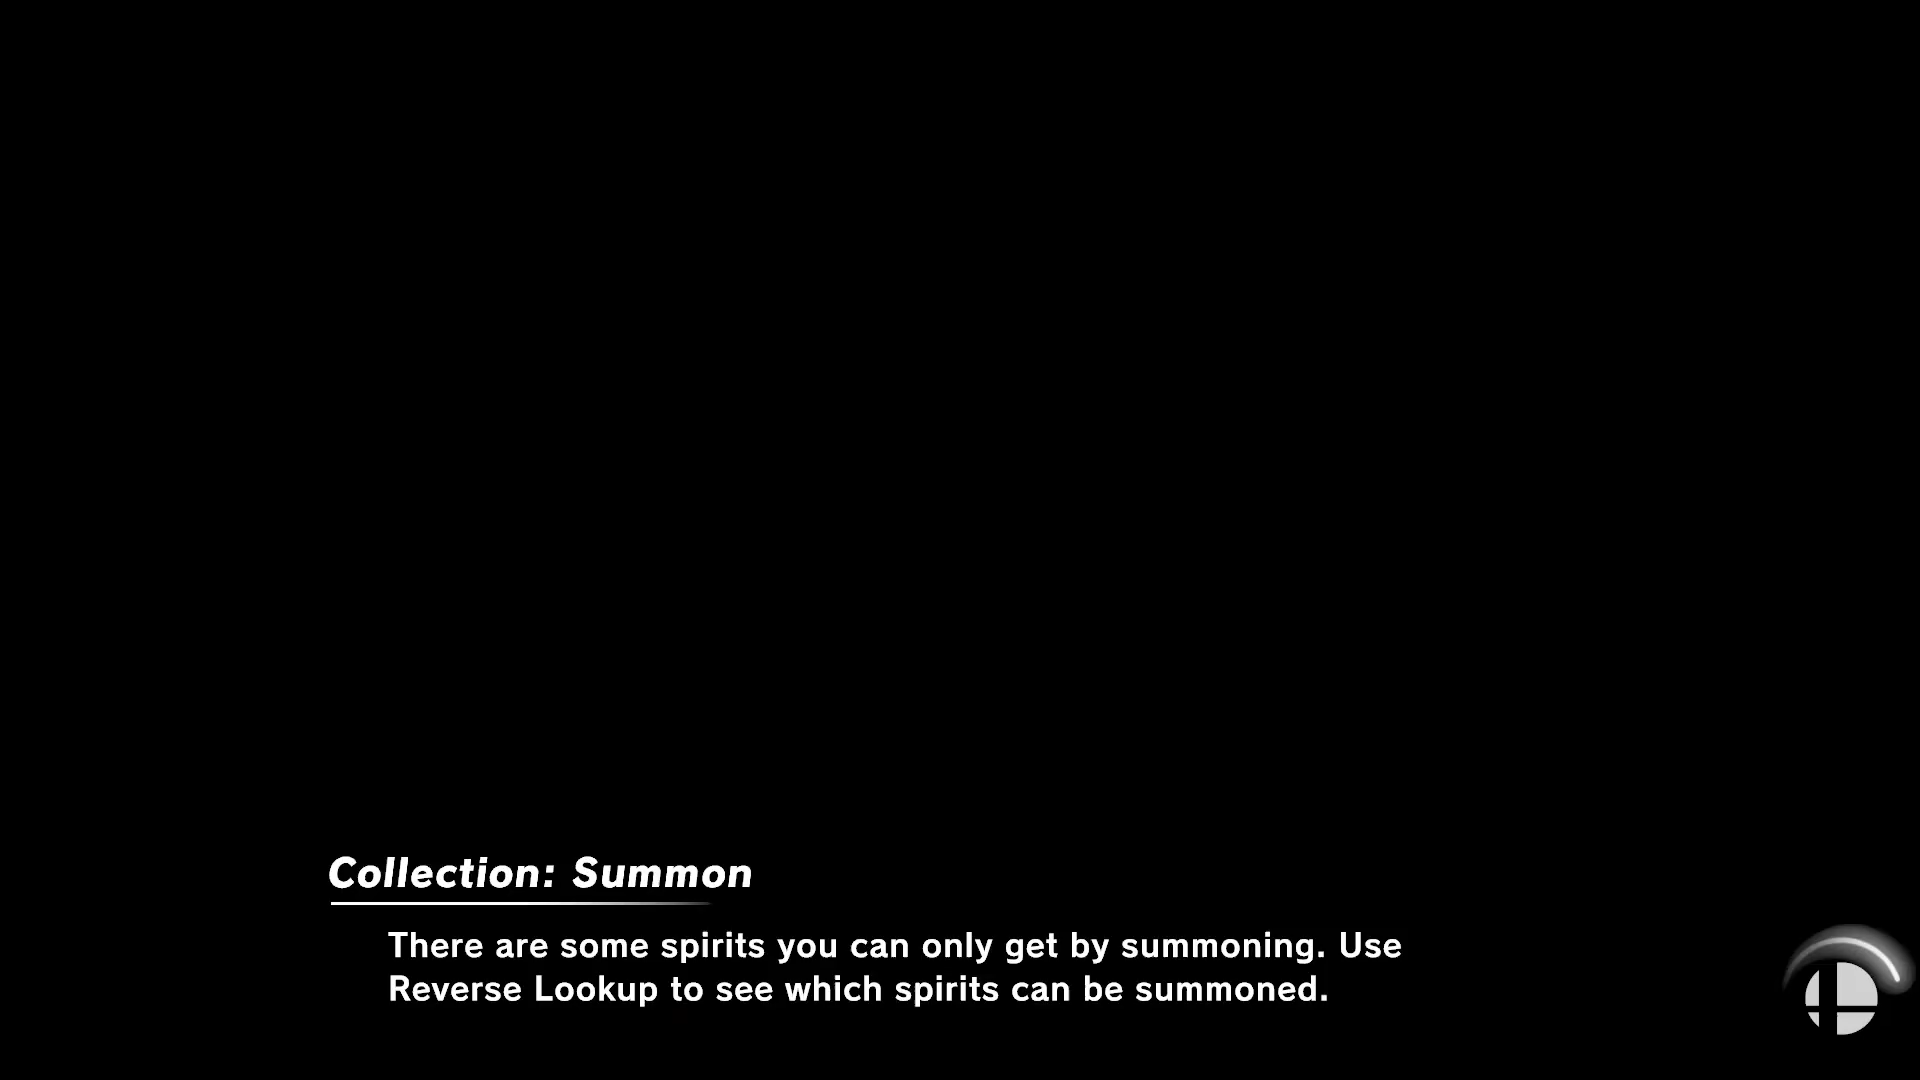 Collection: Summon
There are some spirits you can only get by summoning. Use
Reverse Lookup to see which spirits can be summoned.